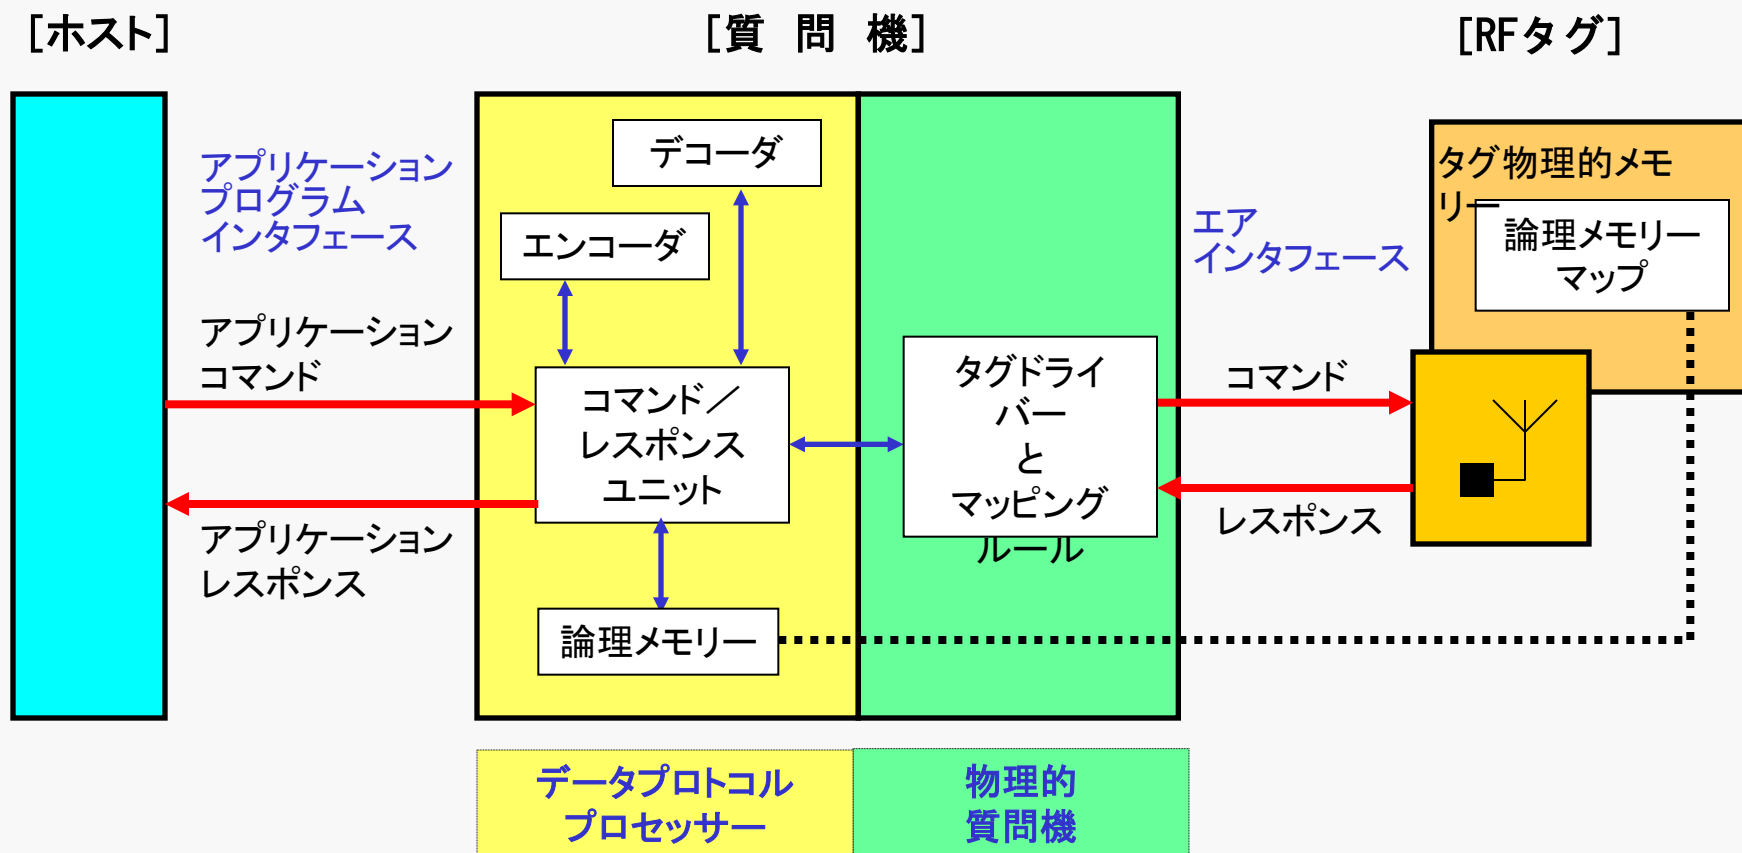 ［ホスト］
［質　問　機］
［RFタグ］
アプリケーション
プログラム
インタフェース
アプリケーション
コマンド
アプリケーション
レスポンス
デコーダ
エンコーダ
コマンド／
レスポンス
ユニット
論理メモリー
タグドライ
バー
と
マッピング
ルール
エア
インタフェース
コマンド
レスポンス
タグ物理的メモ
リー
論理メモリー
マップ
データプロトコル
プロセッサー
物理的
質問機